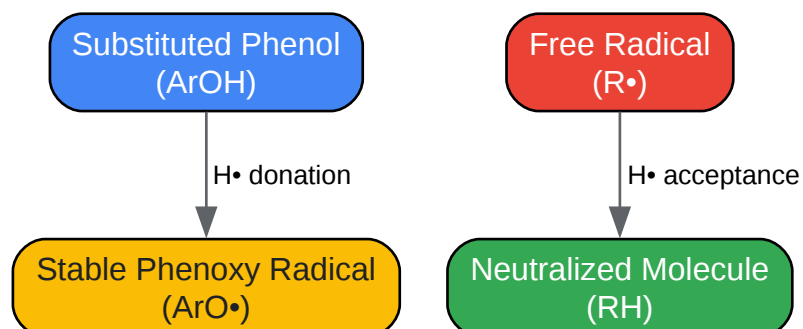 Substituted Phenol
(ArOH)
Free Radical
(R•)
H• donation
H• acceptance
Stable Phenoxy Radical
(ArO•)
Neutralized Molecule
(RH)